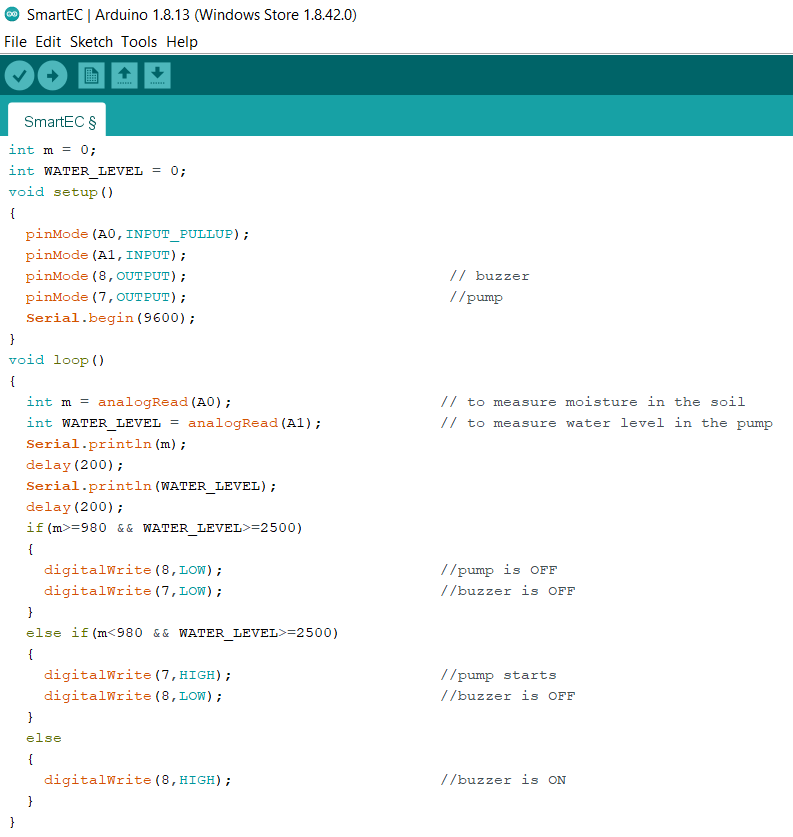 SmartEC | Arduino 1.8.13 (Windows Store 1.8.42.0)
File Edit Sketch Tools Help
SmartEC §
int m = 0;
int WATER_LEVEL = 0;
void setup()
{
  pinMode(A0,INPUT_PULLUP);
  pinMode(A1,INPUT);
  pinMode(8,OUTPUT); // buzzer
  pinMode(7,OUTPUT); //pump
  Serial.begin(9600);
}
void loop()
{
  int m = analogRead(A0); // to measure moisture in the soil
  int WATER_LEVEL = analogRead(A1); // to measure water level in the pump
  Serial.println(m);
  delay(200);
  Serial.println(WATER_LEVEL);
  delay(200);
  if(m>=980 && WATER_LEVEL>=2500)
  {
    digitalWrite(8,LOW); //pump is OFF
    digitalWrite(7,LOW); //buzzer is OFF
  }
  else if(m<980 && WATER_LEVEL>=2500)
  {
    digitalWrite(7,HIGH); //pump starts
    digitalWrite(8,LOW); //buzzer is OFF
  }
  else
  {
    digitalWrite(8,HIGH); //buzzer is ON
  }
}